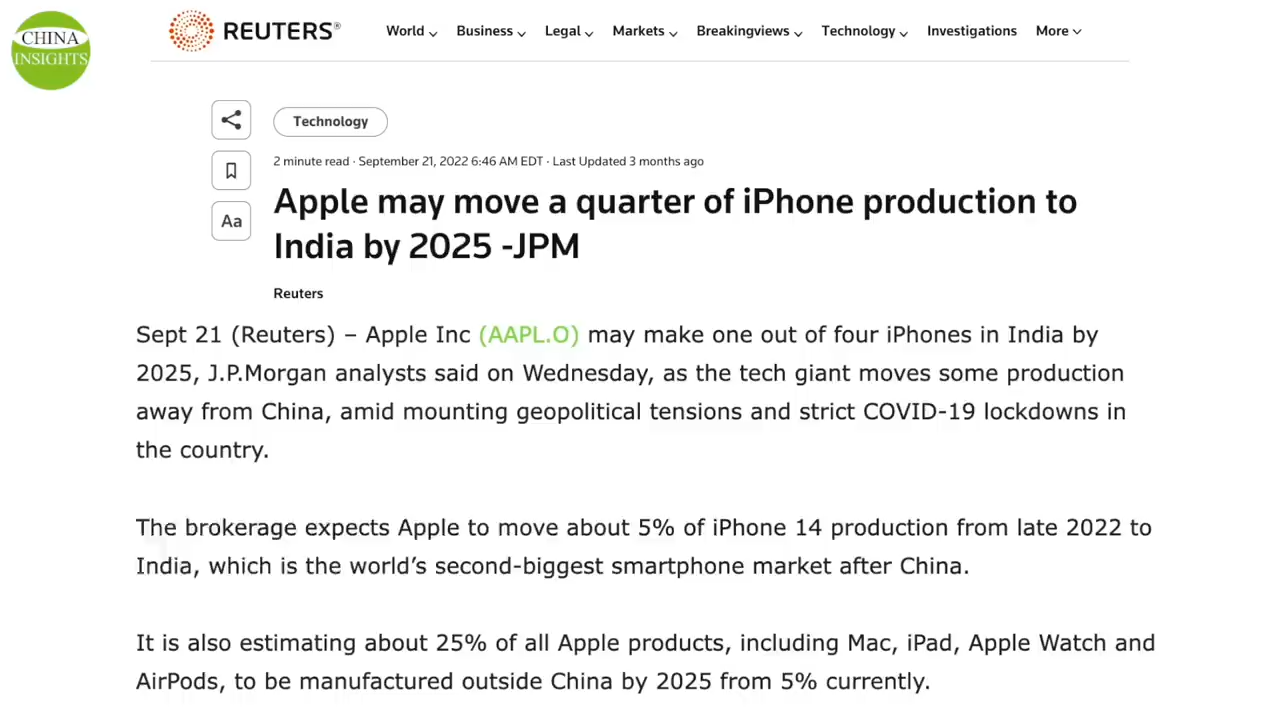 CHINA
INSIGHTS
REUTERS®
World Business Legal Markets Breakingviews Technology Investigations More
Technology
2 minute read · September 21, 2022 6:46 AM EDT · Last Updated 3 months ago
Aa
Apple may move a quarter of iPhone production to
India by 2025 -JPM
Reuters
Sept 21 (Reuters) – Apple Inc (AAPL.O) may make one out of four iPhones in India by
2025, J.P.Morgan analysts said on Wednesday, as the tech giant moves some production
away from China, amid mounting geopolitical tensions and strict COVID-19 lockdowns in
the country.
The brokerage expects Apple to move about 5% of iPhone 14 production from late 2022 to
India, which is the world’s second-biggest smartphone market after China.
It is also estimating about 25% of all Apple products, including Mac, iPad, Apple Watch and
AirPods, to be manufactured outside China by 2025 from 5% currently.